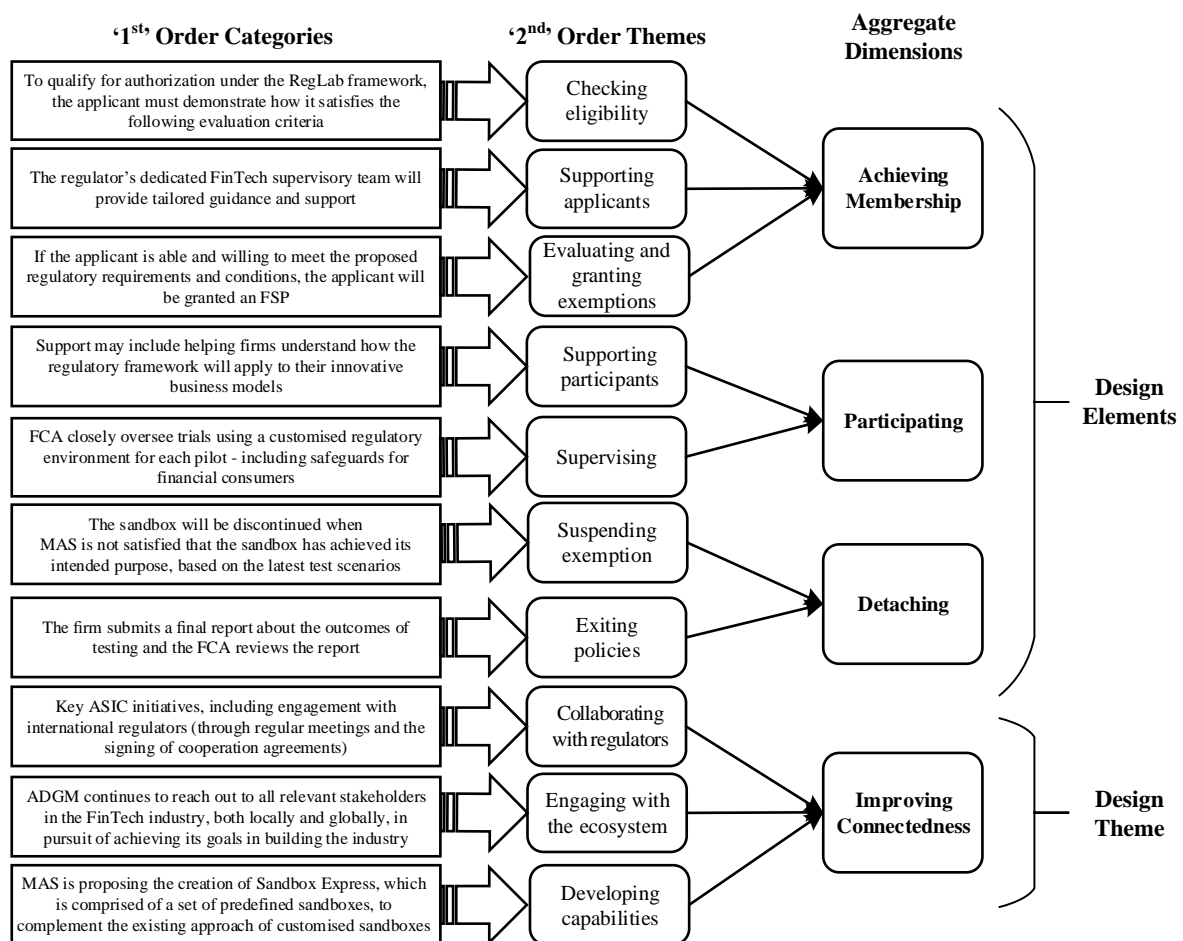 ‘1st’ Order Categories
‘2nd’ Order Themes
Aggregate
Dimensions
To qualify for authorization under the RegLab framework,
the applicant must demonstrate how it satisfies the
following evaluation criteria
Checking
eligibility
The regulator’s dedicated FinTech supervisory team will
provide tailored guidance and support
Supporting
applicants
If the applicant is able and willing to meet the proposed
regulatory requirements and conditions, the applicant will
be granted an FSP
Evaluating and
granting
exemptions
Achieving
Membership
Support may include helping firms understand how the
regulatory framework will apply to their innovative
business models
Supporting
participants
FCA closely oversee trials using a customised regulatory
environment for each pilot - including safeguards for
financial consumers
Supervising
Participating
The sandbox will be discontinued when
MAS is not satisfied that the sandbox has achieved its
intended purpose, based on the latest test scenarios
Suspending
exemption
The firm submits a final report about the outcomes of
testing and the FCA reviews the report
Exiting
policies
Detaching
Design
Elements
Key ASIC initiatives, including engagement with
international regulators (through regular meetings and the
signing of cooperation agreements)
Collaborating
with regulators
ADGM continues to reach out to all relevant stakeholders
in the FinTech industry, both locally and globally, in
pursuit of achieving its goals in building the industry
Engaging with
the ecosystem
MAS is proposing the creation of Sandbox Express, which
is comprised of a set of predefined sandboxes, to
complement the existing approach of customised sandboxes
Developing
capabilities
Improving
Connectedness
Design
Theme